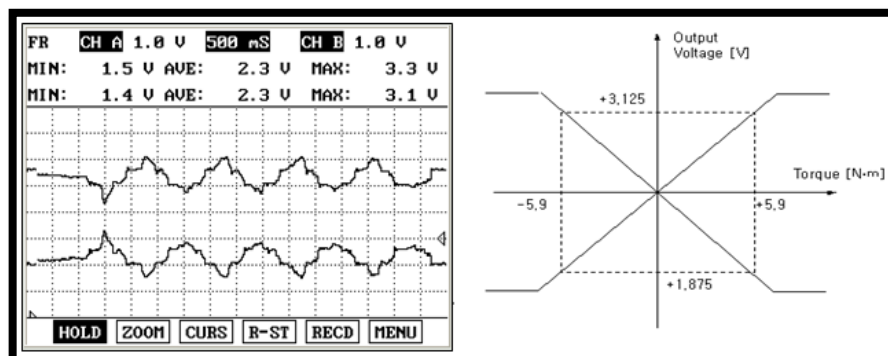 FR CH A 1.0 V 500 mS CH B 1.0 V
MIN: 1.5 V AVE: 2.3 V MAX: 3.3 V
MIN: 1.4 V AVE: 2.3 V MAX: 3.1 V
HOLD ZOOM CURS R-ST RECD MENU
Output
Voltage [V]
+3,125
Torque [N·m]
-5,9
+5,9
+1,875